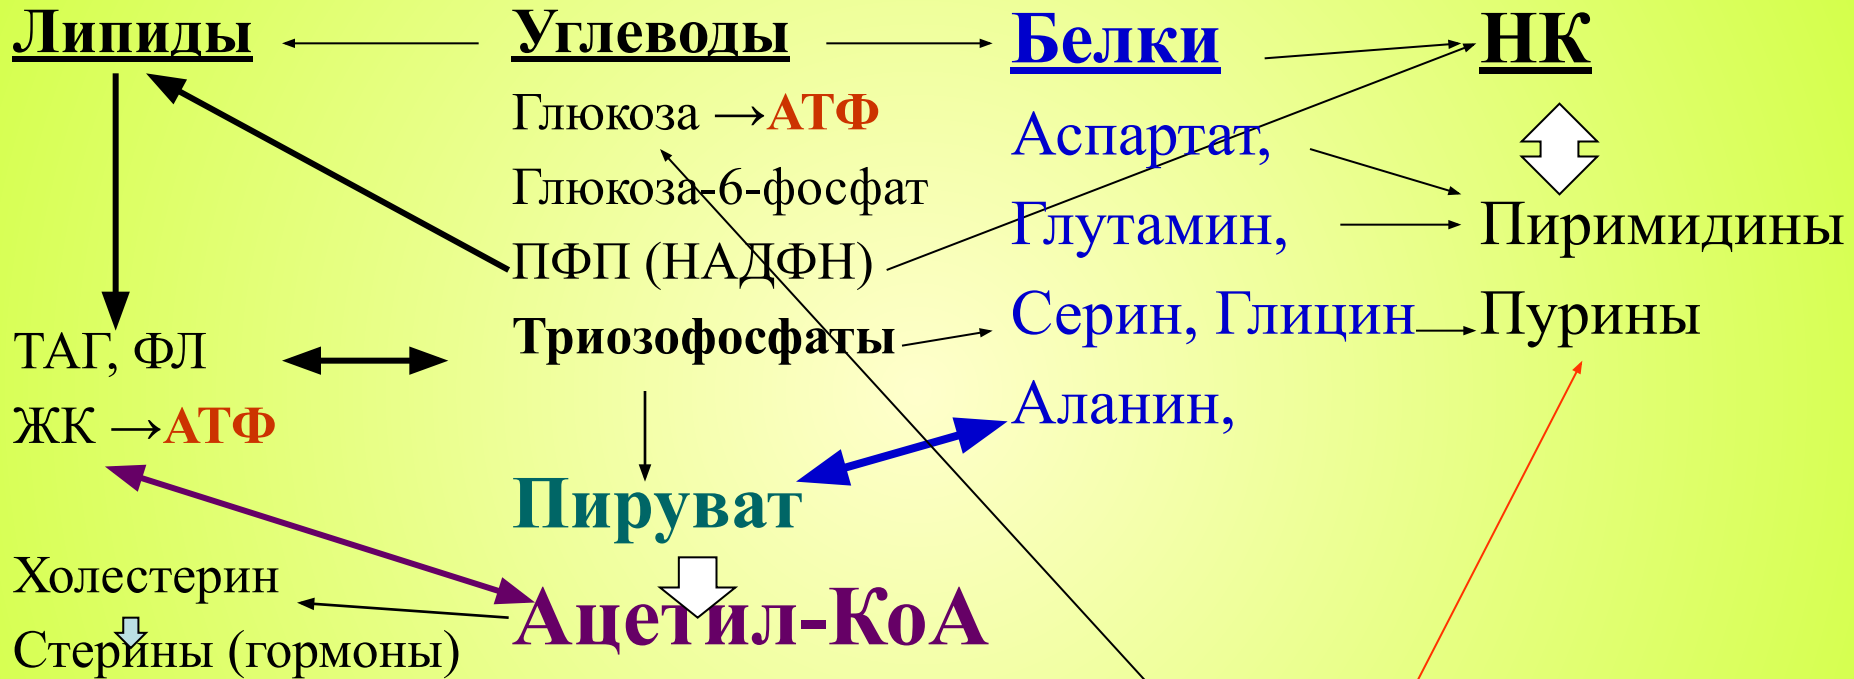 Липиды
ТАГ, ФЛ
ЖК →АТФ
Холестерин
Стерины (гормоны)
Углеводы
Глюкоза →АТФ
Глюкоза-6-фосфат
ПФП (НАДФН)
Триозофосфаты
Пируват
Ацетил-КоА
Белки
Аспартат,
Глутамин,
Серин, Глицин
Аланин,
НК
Пиримидины
Пурины